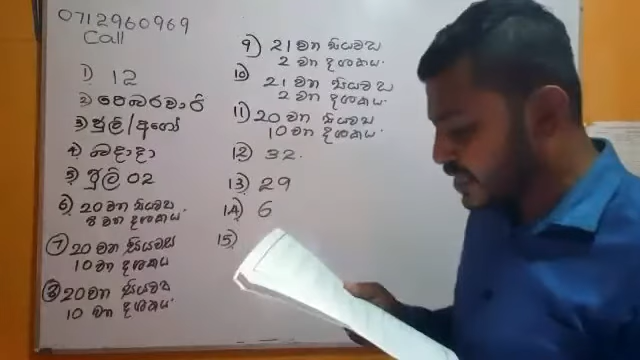 0712960969
Call
1) 12
2) පෙබරවාරි
3) ජුලි/අගෝ
4) බදාදා
5) ජුලි 02
6) 20 වන සියවස
8 වන දශකය.
7) 20 වන සියවස
10 වන දශකය
8) 20 වන සියවස
10 වන දශකය.
9) 21 වන සියවස
2 වන දශකය.
10) 21 වන සියවස
2 වන දශකය.
11) 20 වන සියවස
10 වන දශකය.
12) 32.
13) 29
14) 6
15)